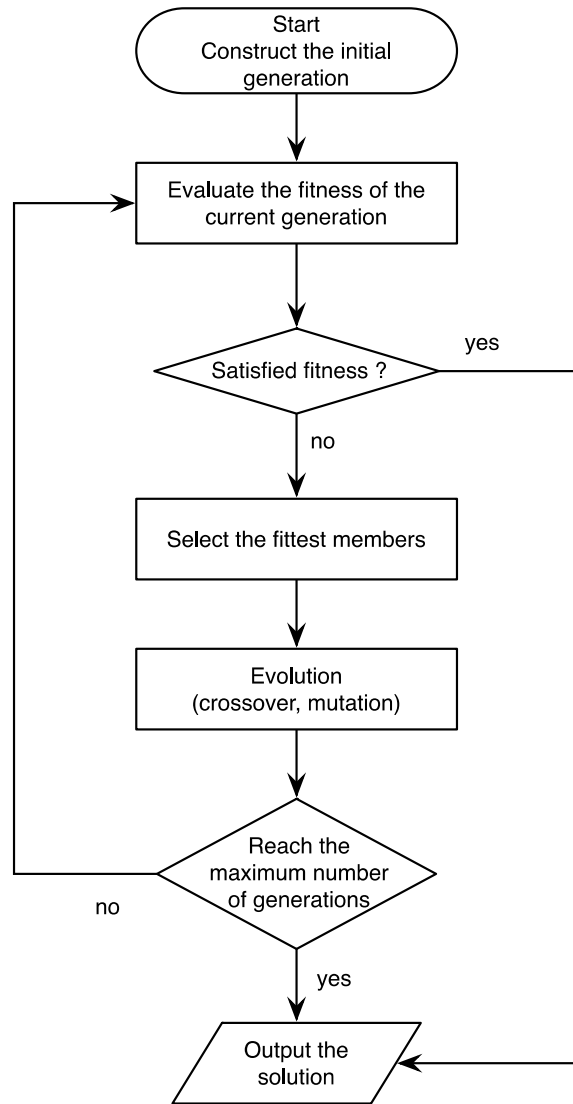 Start
Construct the initial
generation
Evaluate the fitness of the
current generation
Satisfied fitness ?
yes
no
Select the fittest members
Evolution
(crossover, mutation)
Reach the
maximum number
of generations
no
yes
Output the
solution